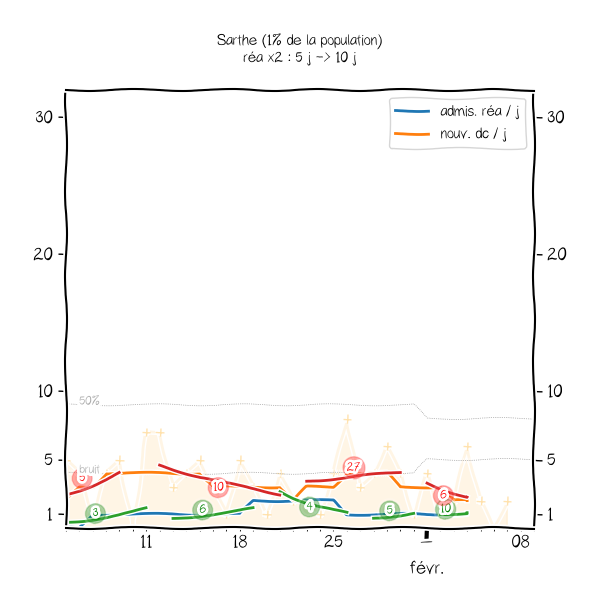 Sarthe (1% de la population)
réa x2 : 5 j -> 10 j
admis. réa / j
nouv. dc / j
30 30
20 20
10 10
50%
5 5
bruit
5 10 27 6
3 6 4 5 10
1 1
11 18 25 1 08
févr.